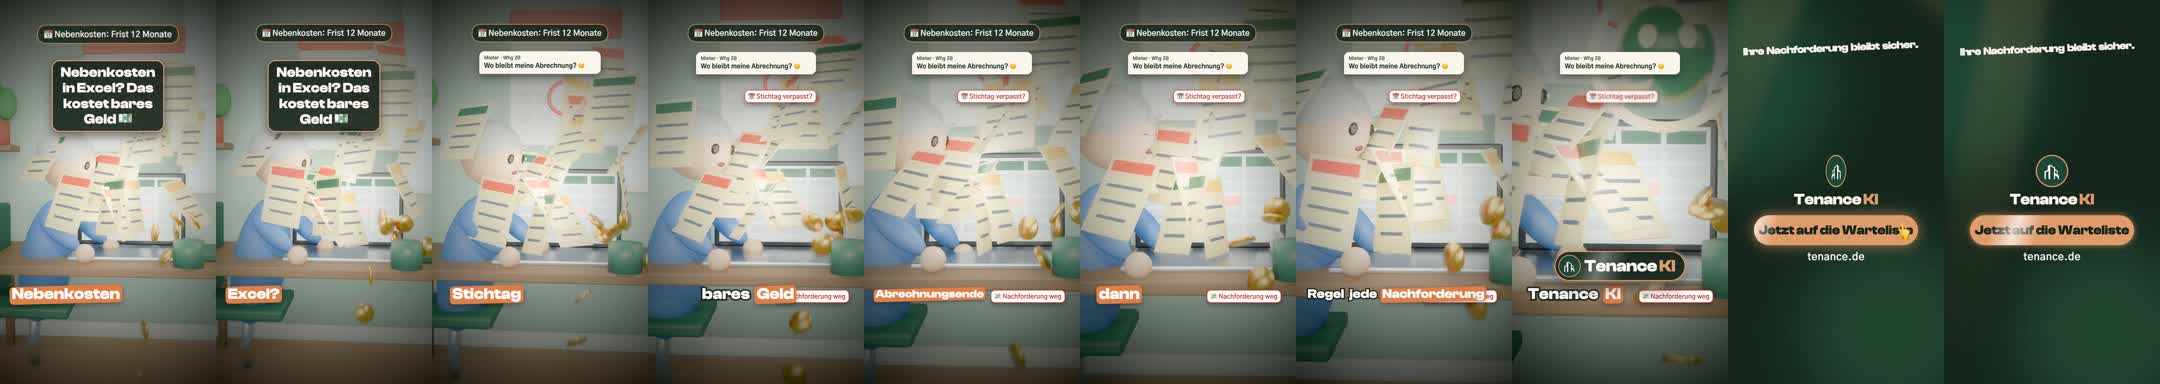 Nebenkosten: Frist 12 Monate
Nebenkosten
in Excel? Das
kostet bares
Geld
Nebenkosten
Nebenkosten: Frist 12 Monate
Nebenkosten
in Excel? Das
kostet bares
Geld
Excel?
Nebenkosten: Frist 12 Monate
Mieter · Whg 2B
Wo bleibt meine Abrechnung?
Stichtag
Nebenkosten: Frist 12 Monate
Mieter · Whg 2B
Wo bleibt meine Abrechnung?
Stichtag verpasst?
bares Geld
hforderung weg
Nebenkosten: Frist 12 Monate
Mieter · Whg 2B
Wo bleibt meine Abrechnung?
Stichtag verpasst?
Abrechnungsende
Nachforderung weg
Nebenkosten: Frist 12 Monate
Mieter · Whg 2B
Wo bleibt meine Abrechnung?
Stichtag verpasst?
dann
Nachforderung weg
Nebenkosten: Frist 12 Monate
Mieter · Whg 2B
Wo bleibt meine Abrechnung?
Stichtag verpasst?
Regel jede Nachforderung
eg
Mieter · Whg 2B
Wo bleibt meine Abrechnung?
Stichtag verpasst?
Tenance KI
Tenance KI
Nachforderung weg
Ihre Nachforderung bleibt sicher.
Tenance KI
Jetzt auf die Warteliste
tenance.de
Ihre Nachforderung bleibt sicher.
Tenance KI
Jetzt auf die Warteliste
tenance.de